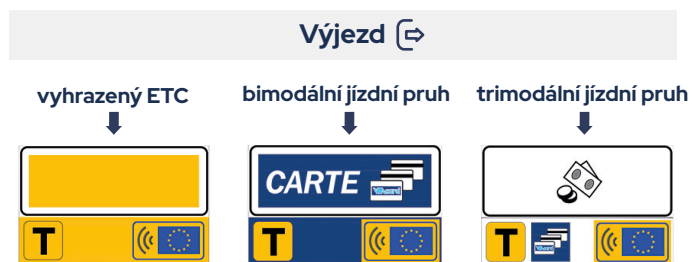 Výjezd
vyhrazený ETC
bimodální jízdní pruh
trimodální jízdní pruh
CARTE
T
T
T